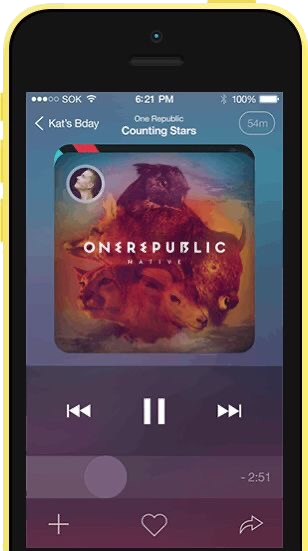 SOK 6:21 PM 100%
Kat's Bday
One Republic
Counting Stars
54m
ONEREPUBLIC
NATIVE
- 2:51